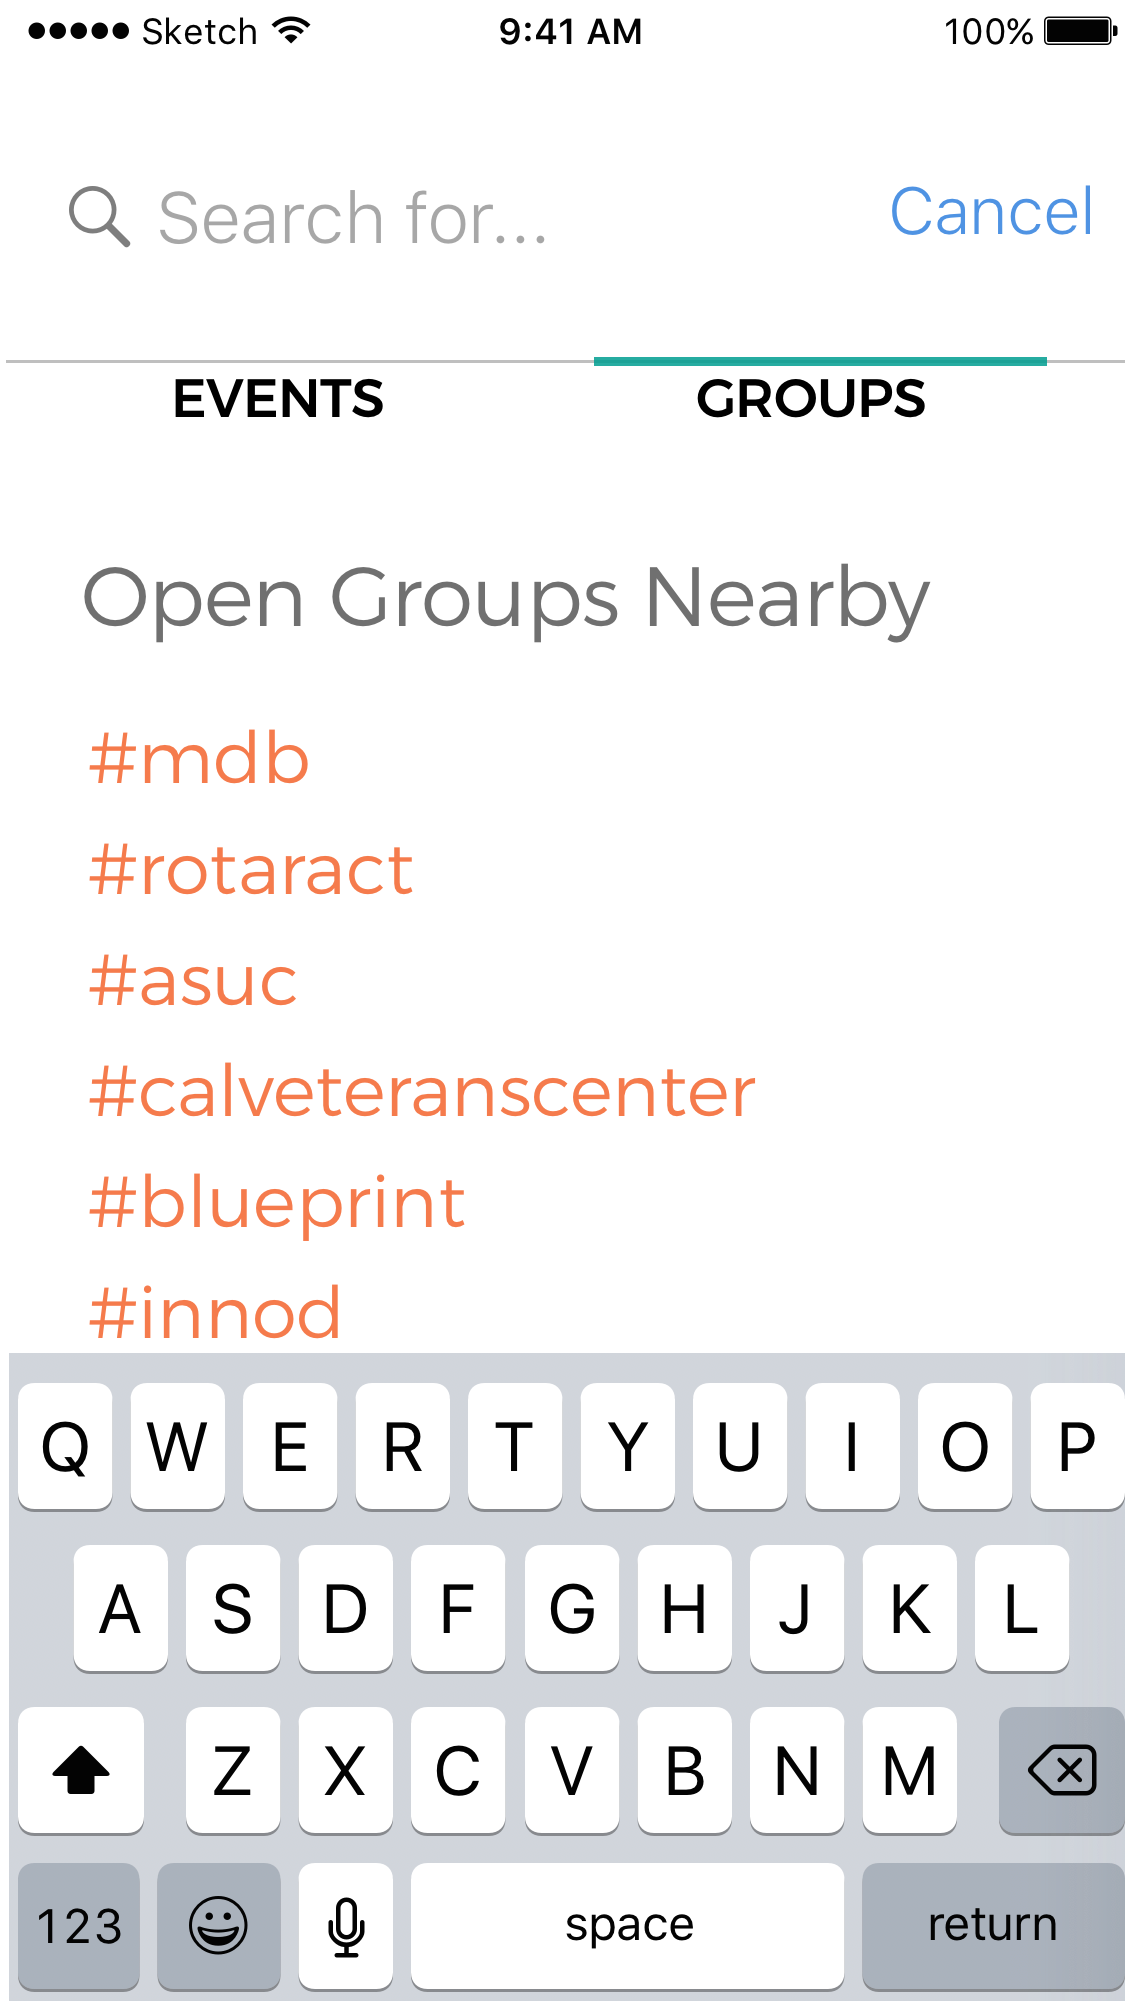 Sketch 9:41 AM 100%
Search for... Cancel
EVENTS GROUPS
Open Groups Nearby
#mdb
#rotaract
#asuc
#calveteranscenter
#blueprint
#innod
Q W E R T Y U I O P
A S D F G H J K L
Z X C V B N M
123 space return